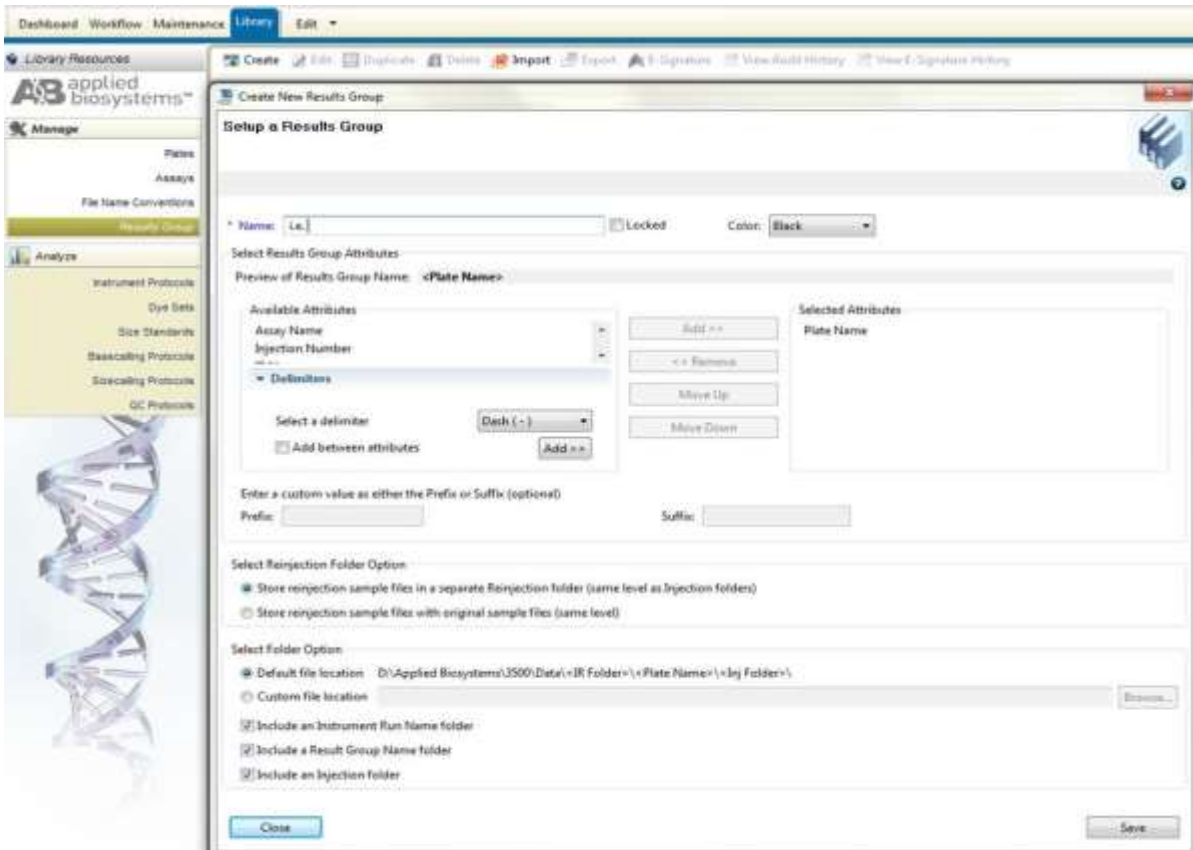 Dashboard Workflow Maintenance Library Edit
Library Resources
Create Edit Duplicate Delete Import Export E-Signature View Audit History View E-Signature History
AB applied biosystems™
Create New Results Group
Setup a Results Group
Manage
Plates
Assays
File Name Conventions
Results Group
* Name: i.e. Locked Color: Black
Analyze
Instrument Protocols
Dye Sets
Size Standards
Basecalling Protocols
Sizecalling Protocols
QC Protocols
Select Results Group Attributes
Preview of Results Group Name: <Plate Name>
Available Attributes
Assay Name
Injection Number
Delimiters
Select a delimiter Dash ( - )
Add between attributes Add >>
Add >>
<< Remove
Move Up
Move Down
Selected Attributes
Plate Name
Enter a custom value as either the Prefix or Suffix (optional)
Prefix: Suffix:
Select Reinjection Folder Option
Store reinjection sample files in a separate Reinjection folder (same level as Injection folders)
Store reinjection sample files with original sample files (same level)
Select Folder Option
Default file location D:\Applied Biosystems\3500\Data\<IR Folder>\<Plate Name>\<Inj Folder>\
Custom file location Browse...
Include an Instrument Run Name folder
Include a Result Group Name folder
Include an Injection folder
Close Save